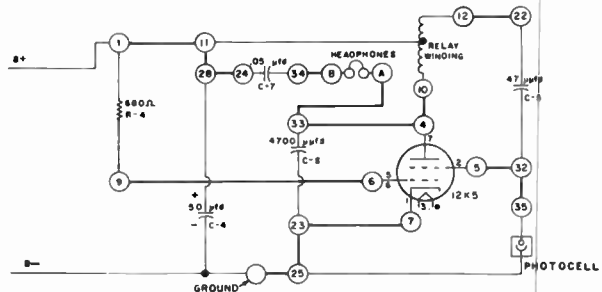 B+
1
11
12
22
RELAY
WINDING
28
24
.05 µfd
C-7
34
B
HEADPHONES
A
10
680Ω
R-4
33
4
7
4700 µµfd
C-8
47 µµfd
9
6
5
6
2
5
32
12K5
1
3
35
+
50 µfd
- C-4
23
7
B-
GROUND
25
PHOTOCELL